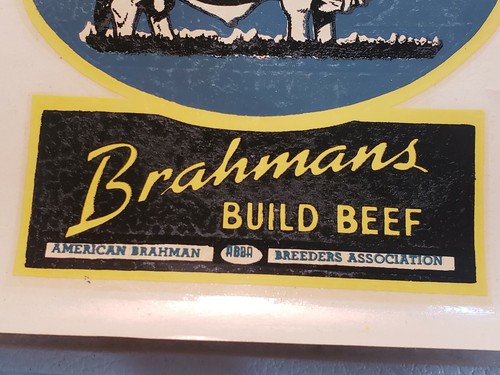 Brahmans
BUILD BEEF
AMERICAN BRAHMAN ABBA BREEDERS ASSOCIATION